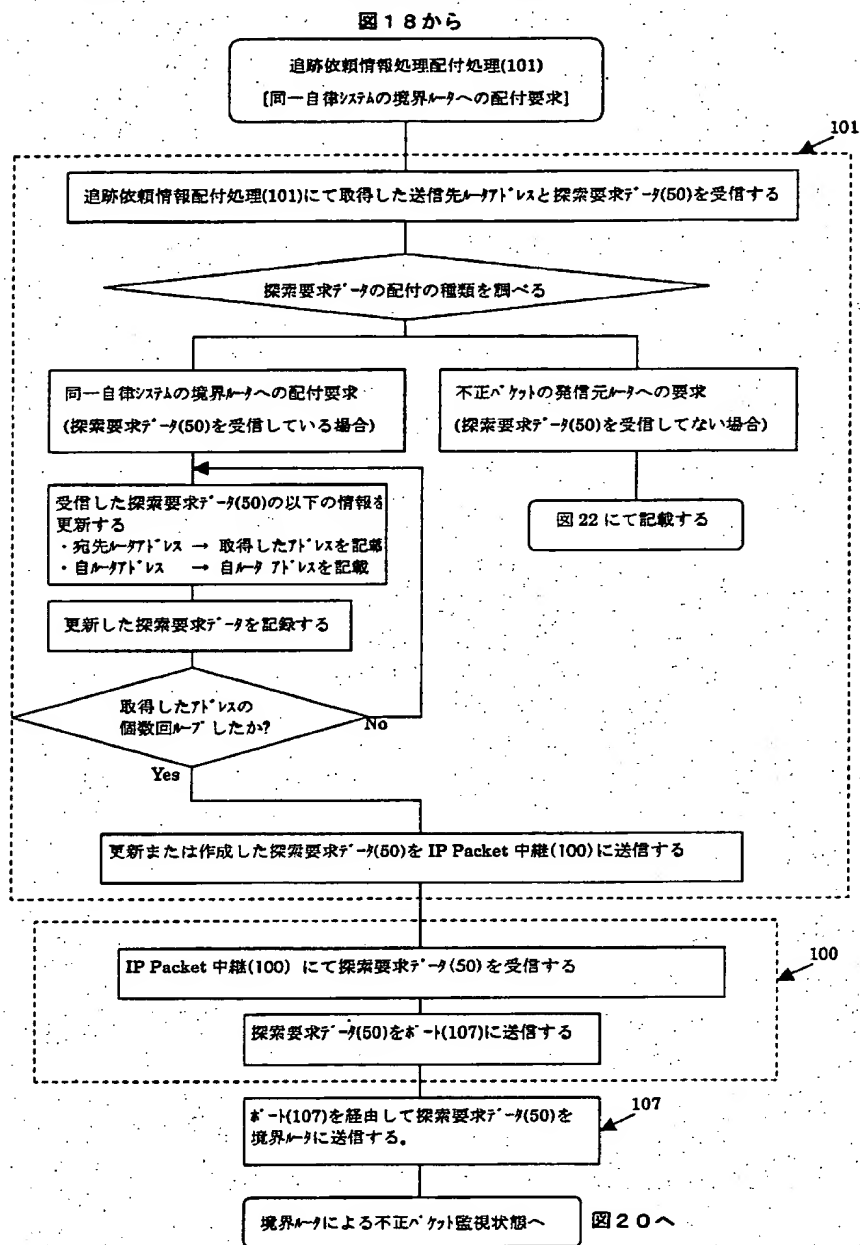 図18から
追跡依頼情報処理配付処理(101)
[同一自律システムの境界ルータへの配付要求]
101
追跡依頼情報配付処理(101)にて取得した送信先ルータアドレスと探索要求データ(50)を受信する
探索要求データの配付の種類を調べる
同一自律システムの境界ルータへの配付要求
(探索要求データ(50)を受信している場合)
不正パケットの発信元ルータへの要求
(探索要求データ(50)を受信してない場合)
受信した探索要求データ(50)の以下の情報を
更新する
・宛先ルータアドレス → 取得したアドレスを記載
・自ルータアドレス → 自ルータ アドレスを記載
図 22 にて記載する
更新した探索要求データを記録する
取得したアドレスの
個数回ループしたか?
No
Yes
更新または作成した探索要求データ(50)を IP Packet 中継(100)に送信する
IP Packet 中継(100) にて探索要求データ(50)を受信する
100
探索要求データ(50)をポート(107)に送信する
ポート(107)を経由して探索要求データ(50)を
境界ルータに送信する。
107
境界ルータによる不正パケット監視状態へ
図20へ